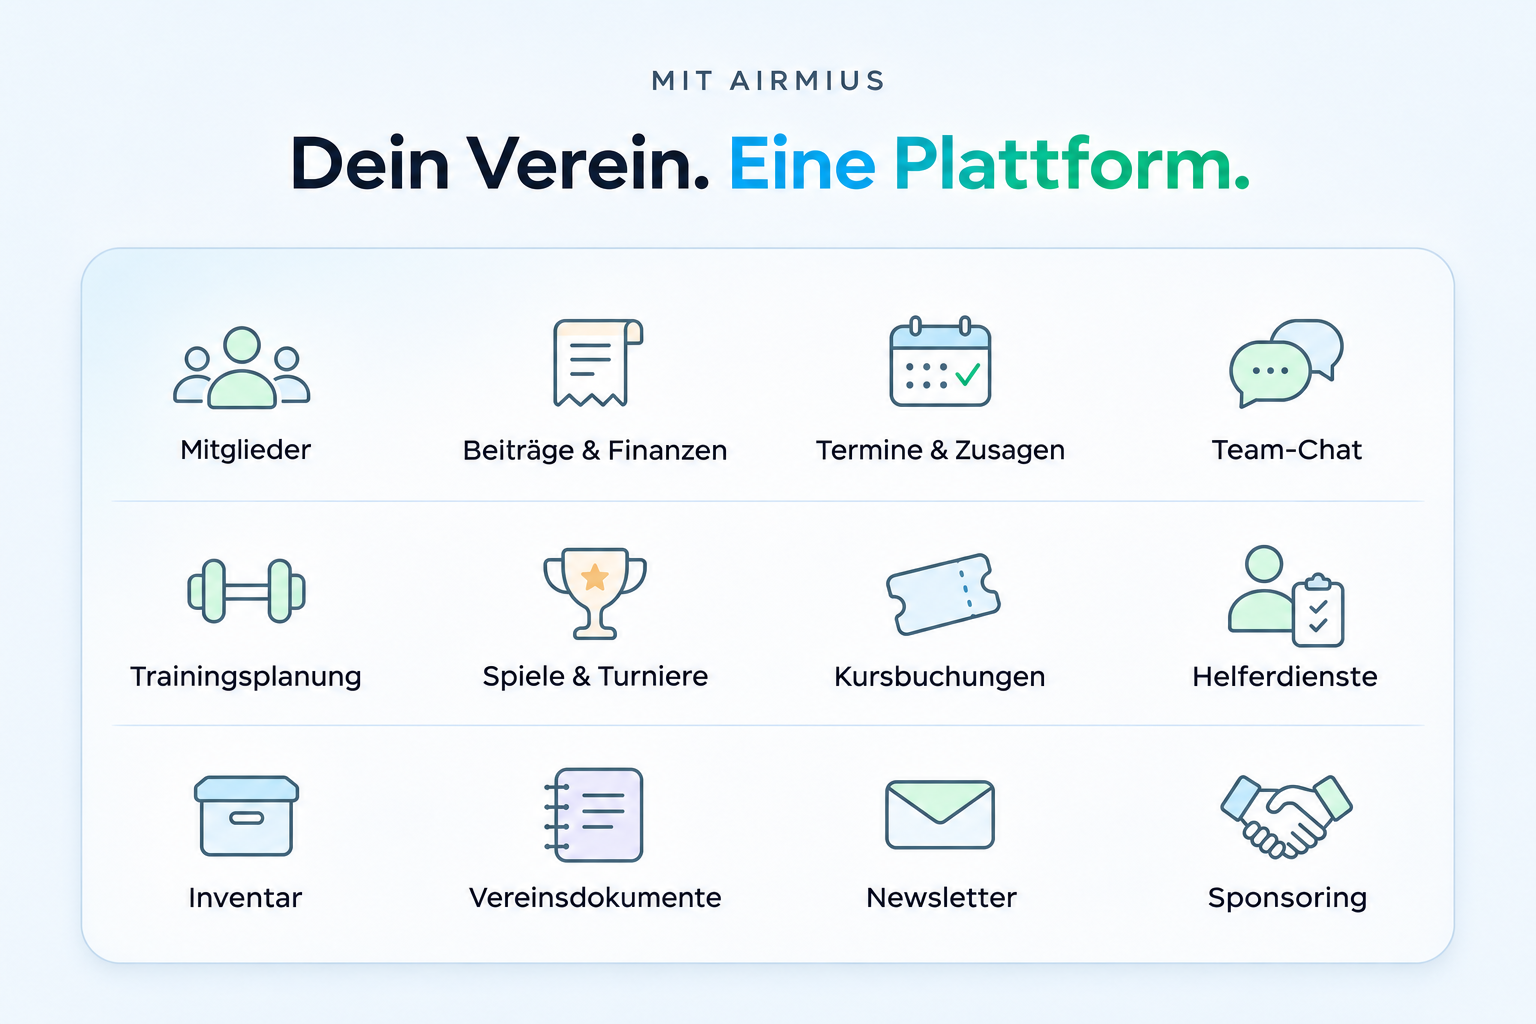 MIT AIRMIUS
Dein Verein. Eine Plattform.
Mitglieder
Beiträge & Finanzen
Termine & Zusagen
Team-Chat
Trainingsplanung
Spiele & Turniere
Kursbuchungen
Helferdienste
Inventar
Vereinsdokumente
Newsletter
Sponsoring